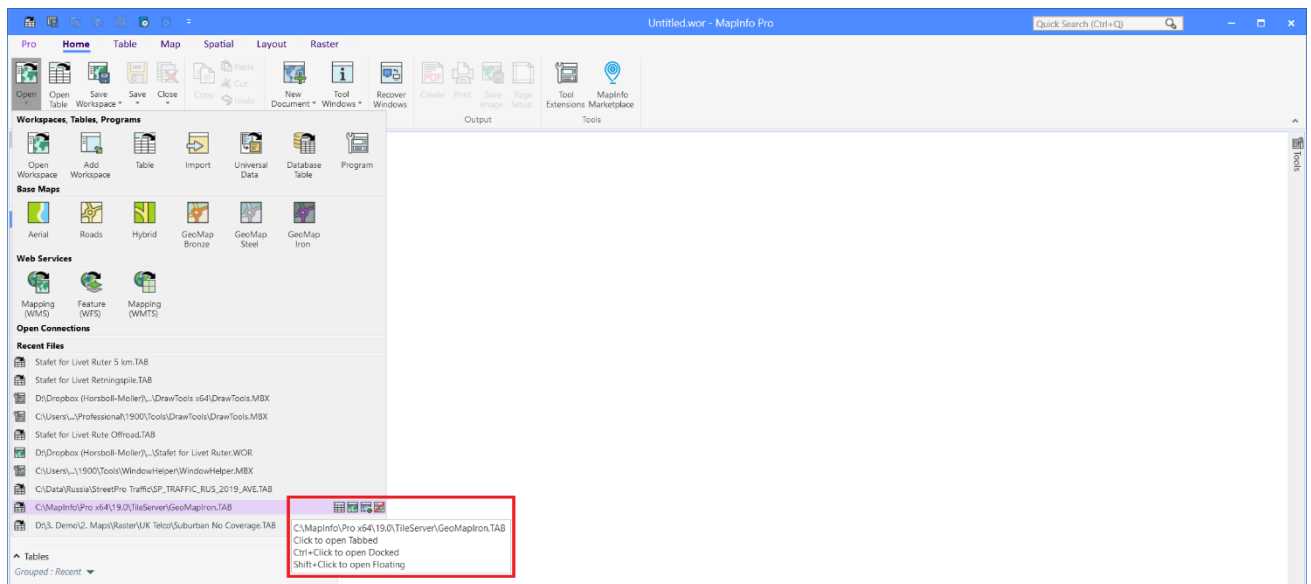 Untitled.wor - MapInfo Pro
Quick Search (Ctrl+Q)
Pro Home Table Map Spatial Layout Raster
Open
Open Table
Save Workspace
Save
Close
Copy
Paste
Cut
Undo
New Document
Tool Windows
Recover Windows
Create
Print
Save Image
Page Setup
Tool Extensions
MapInfo Marketplace
Output
Tools
Tools
Workspaces, Tables, Programs
Open Workspace
Add Workspace
Table
Import
Universal Data
Database Table
Program
Base Maps
Aerial
Roads
Hybrid
GeoMap Bronze
GeoMap Steel
GeoMap Iron
Web Services
Mapping (WMS)
Feature (WFS)
Mapping (WMTS)
Open Connections
Recent Files
Stafet for Livet Ruter 5 km.TAB
Stafet for Livet Retningspile.TAB
D:\Dropbox (Horsboll-Moller)\...\DrawTools x64\DrawTools.MBX
C:\Users\...\Professional\1900\Tools\DrawTools\DrawTools.MBX
Stafet for Livet Rute Offroad.TAB
D:\Dropbox (Horsboll-Moller)\...\Stafet for Livet Ruter.WOR
C:\Users\...\1900\Tools\WindowHelper\WindowHelper.MBX
C:\Data\Russia\StreetPro Traffic\SP_TRAFFIC_RUS_2019_AVE.TAB
C:\MapInfo\Pro x64\19.0\TileServer\GeoMapIron.TAB
D:\3. Demo\2. Maps\Raster\UK Telco\Suburban No Coverage.TAB
C:\MapInfo\Pro x64\19.0\TileServer\GeoMapIron.TAB
Click to open Tabbed
Ctrl+Click to open Docked
Shift+Click to open Floating
Tables
Grouped : Recent